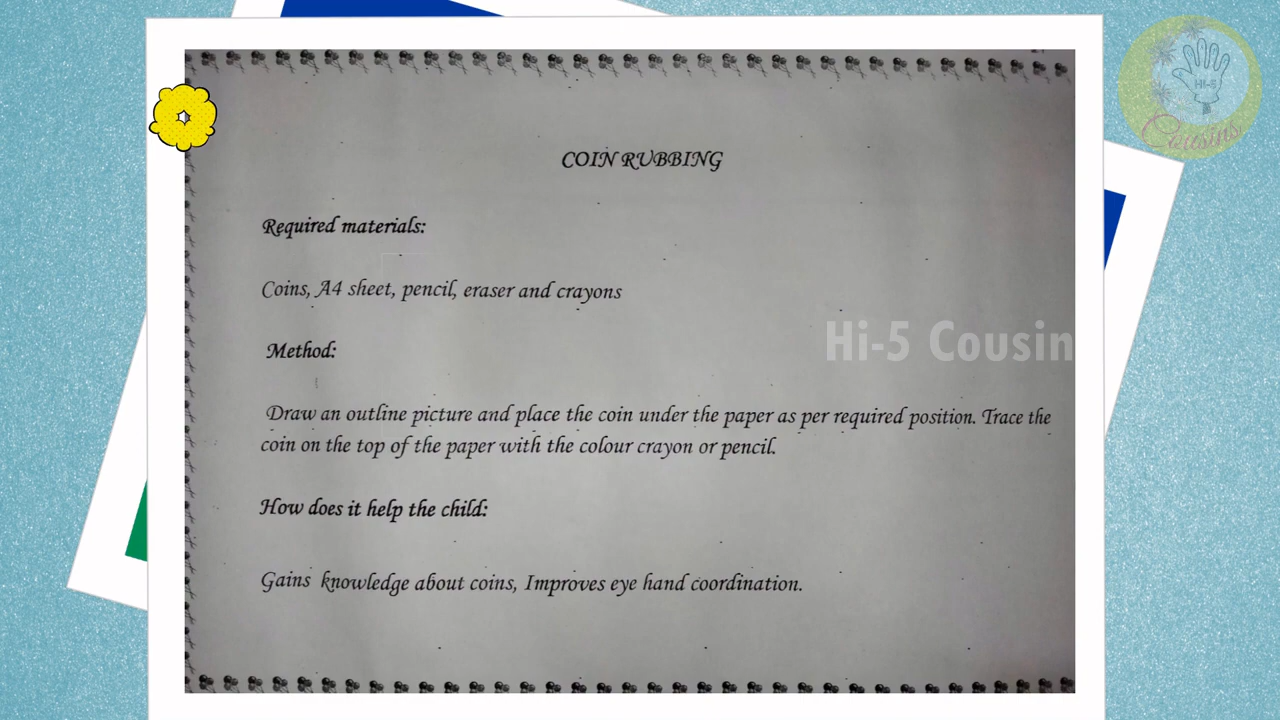 HI-5
Cousins
COIN RUBBING
Required materials:
Coins, A4 sheet, pencil, eraser and crayons
Hi-5 Cousin
Method:
Draw an outline picture and place the coin under the paper as per required position. Trace the
coin on the top of the paper with the colour crayon or pencil.
How does it help the child:
Gains knowledge about coins, Improves eye hand coordination.